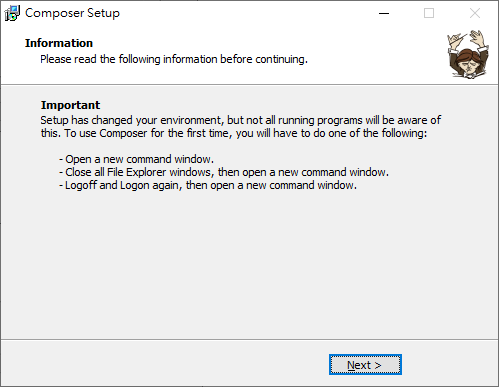 Composer Setup
Information
Please read the following information before continuing.
Important
Setup has changed your environment, but not all running programs will be aware of
this. To use Composer for the first time, you will have to do one of the following:
- Open a new command window.
- Close all File Explorer windows, then open a new command window.
- Logoff and Logon again, then open a new command window.
Next >